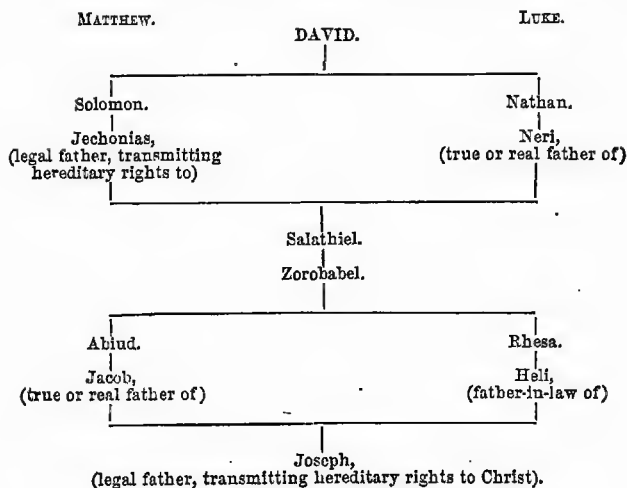 MATTHEW. LUKE.
DAVID.
Solomon. Nathan.
Jechonias, Neri,
(legal father, transmitting (true or real father of)
hereditary rights to)
Salathiel.
Zorobabel.
Abiud. Rhesa.
Jacob, Heli,
(true or real father of) (father-in-law of)
Joseph,
(legal father, transmitting hereditary rights to Christ).